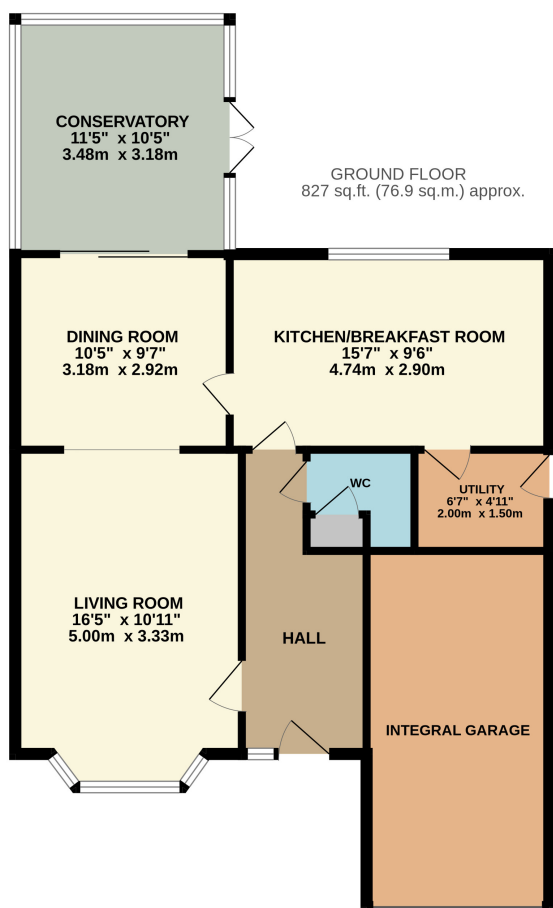 CONSERVATORY
11'5" x 10'5"
3.48m x 3.18m
GROUND FLOOR
827 sq.ft. (76.9 sq.m.) approx.
DINING ROOM
10'5" x 9'7"
3.18m x 2.92m
KITCHEN/BREAKFAST ROOM
15'7" x 9'6"
4.74m x 2.90m
WC
UTILITY
6'7" x 4'11"
2.00m x 1.50m
LIVING ROOM
16'5" x 10'11"
5.00m x 3.33m
HALL
INTEGRAL GARAGE